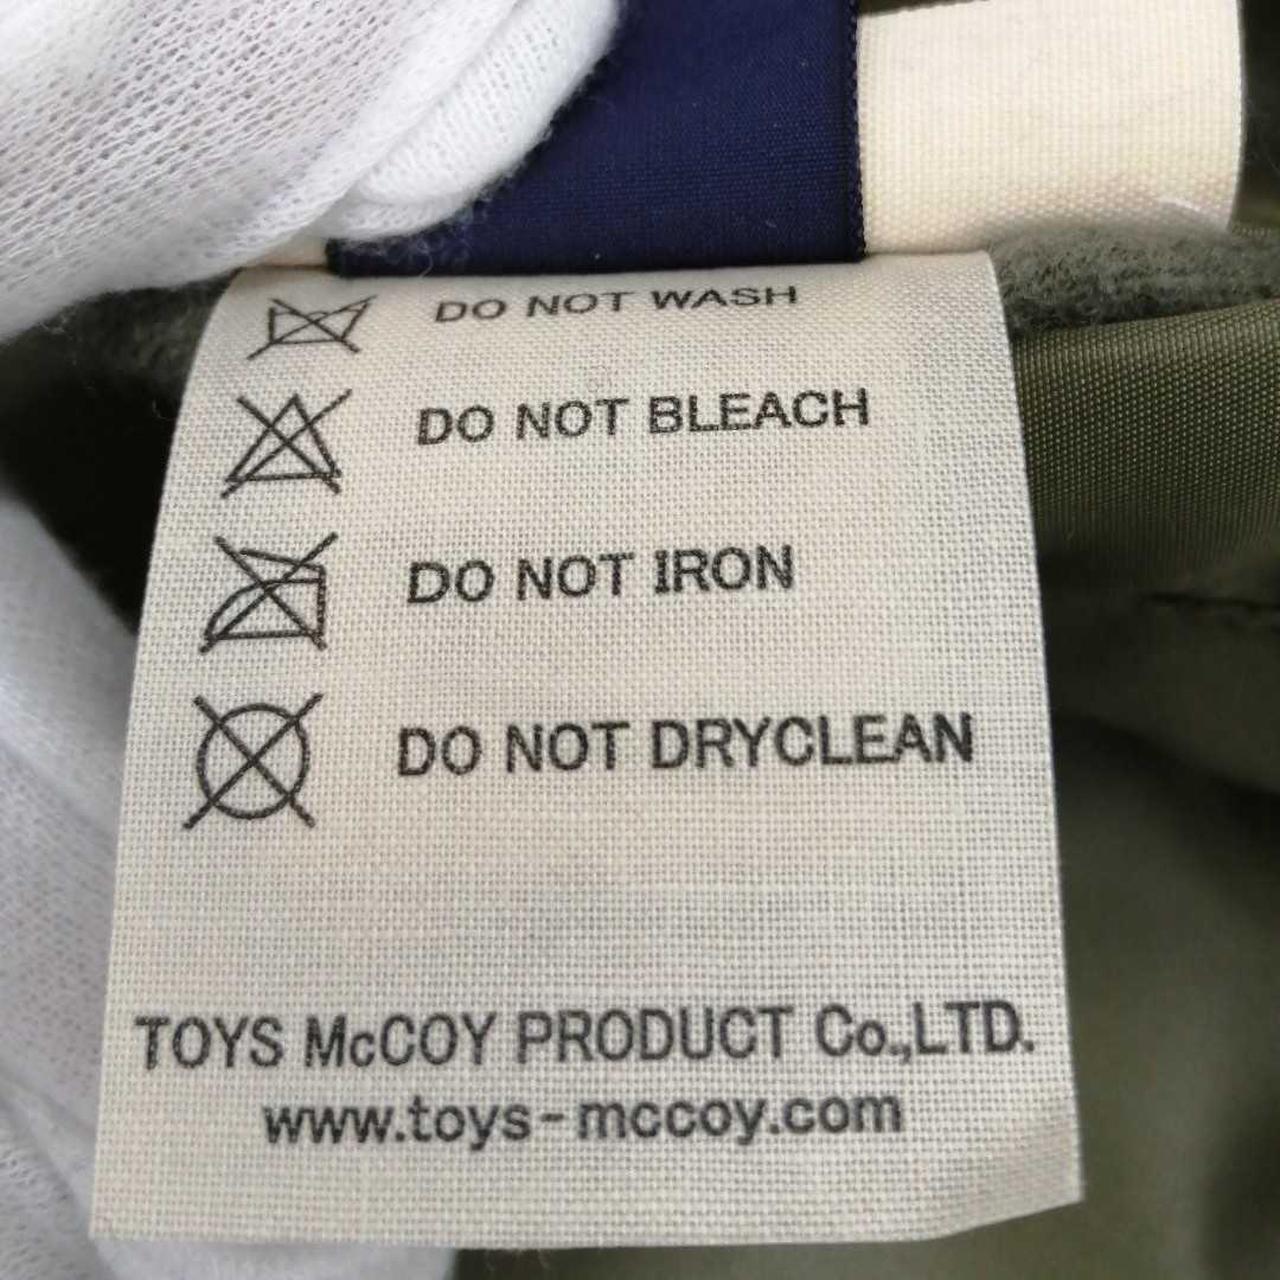 DO NOT WASH
DO NOT BLEACH
DO NOT IRON
DO NOT DRYCLEAN
TOYS McCOY PRODUCT Co.,LTD.
www.toys-mccoy.com